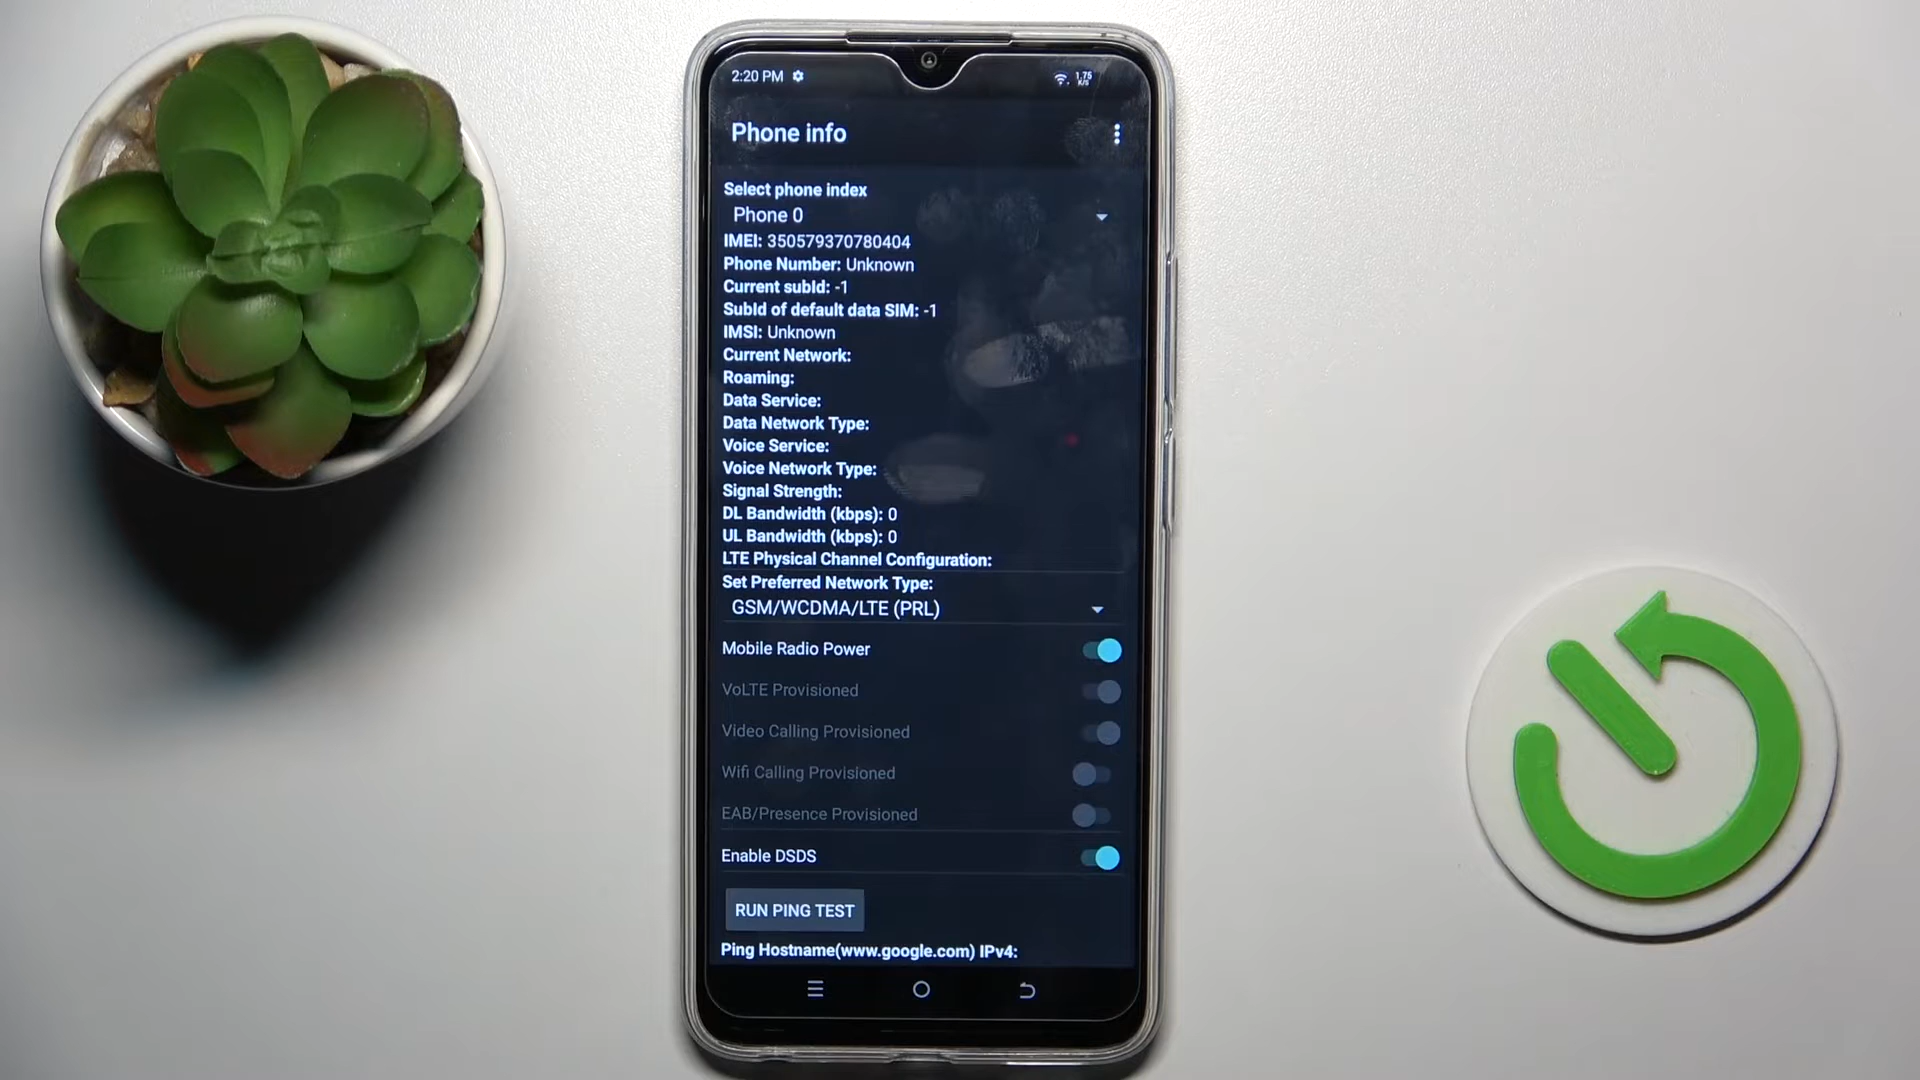 2:20 PM
1.75
K/s
Phone info
Select phone index
Phone 0
IMEI: 350579370780404
Phone Number: Unknown
Current subId: -1
SubId of default data SIM: -1
IMSI: Unknown
Current Network:
Roaming:
Data Service:
Data Network Type:
Voice Service:
Voice Network Type:
Signal Strength:
DL Bandwidth (kbps): 0
UL Bandwidth (kbps): 0
LTE Physical Channel Configuration:
Set Preferred Network Type:
GSM/WCDMA/LTE (PRL)
Mobile Radio Power
VoLTE Provisioned
Video Calling Provisioned
Wifi Calling Provisioned
EAB/Presence Provisioned
Enable DSDS
RUN PING TEST
Ping Hostname(www.google.com) IPv4: